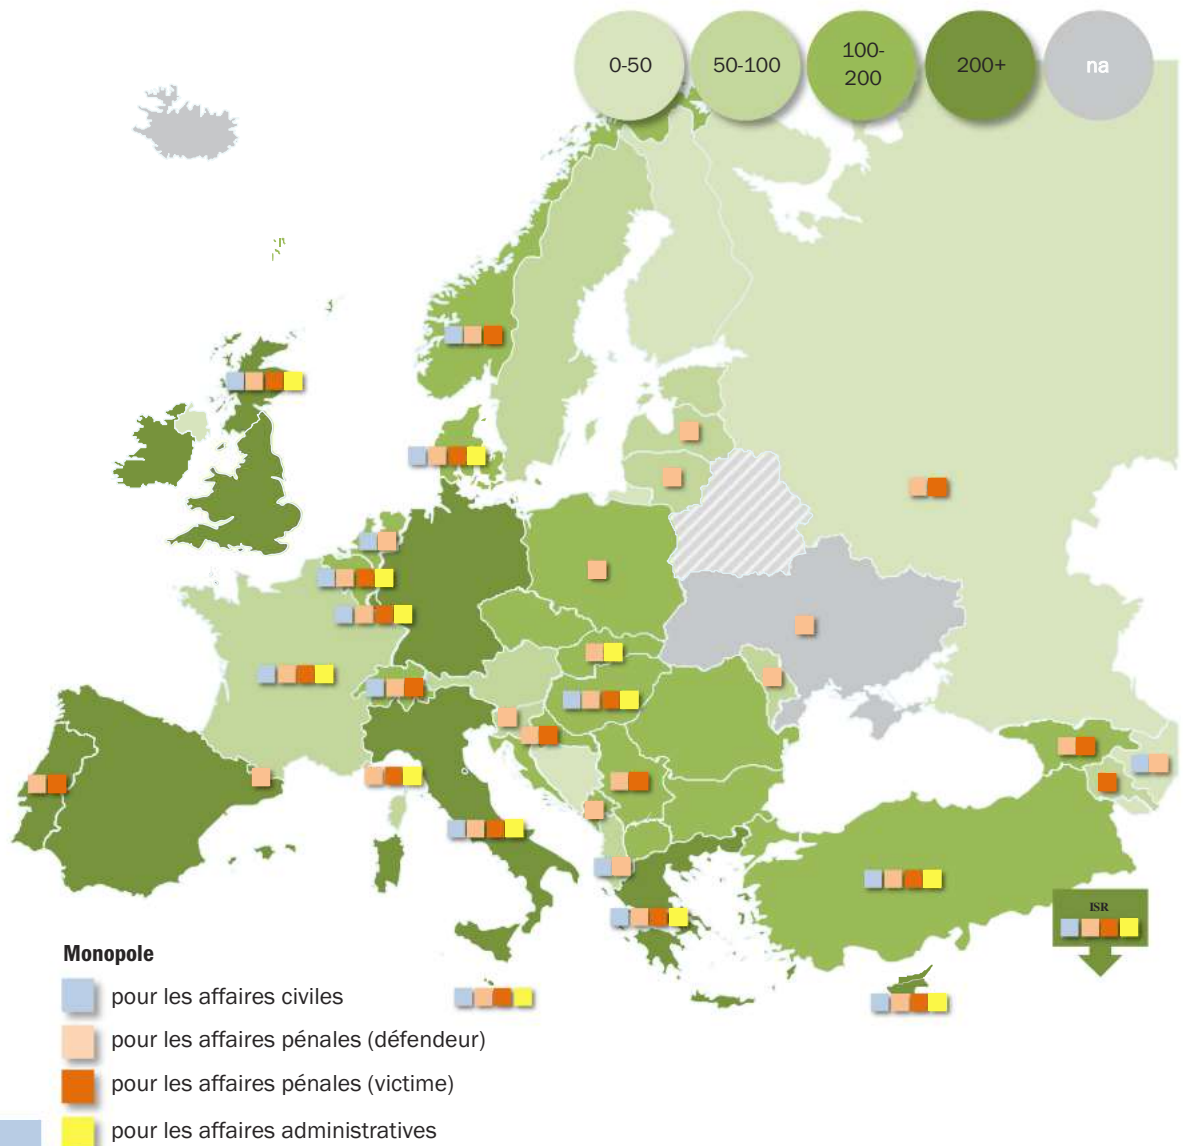 0-50
50-100
100-
200
200+
na
ISR
Monopole
pour les affaires civiles
pour les affaires pénales (défendeur)
pour les affaires pénales (victime)
pour les affaires administratives